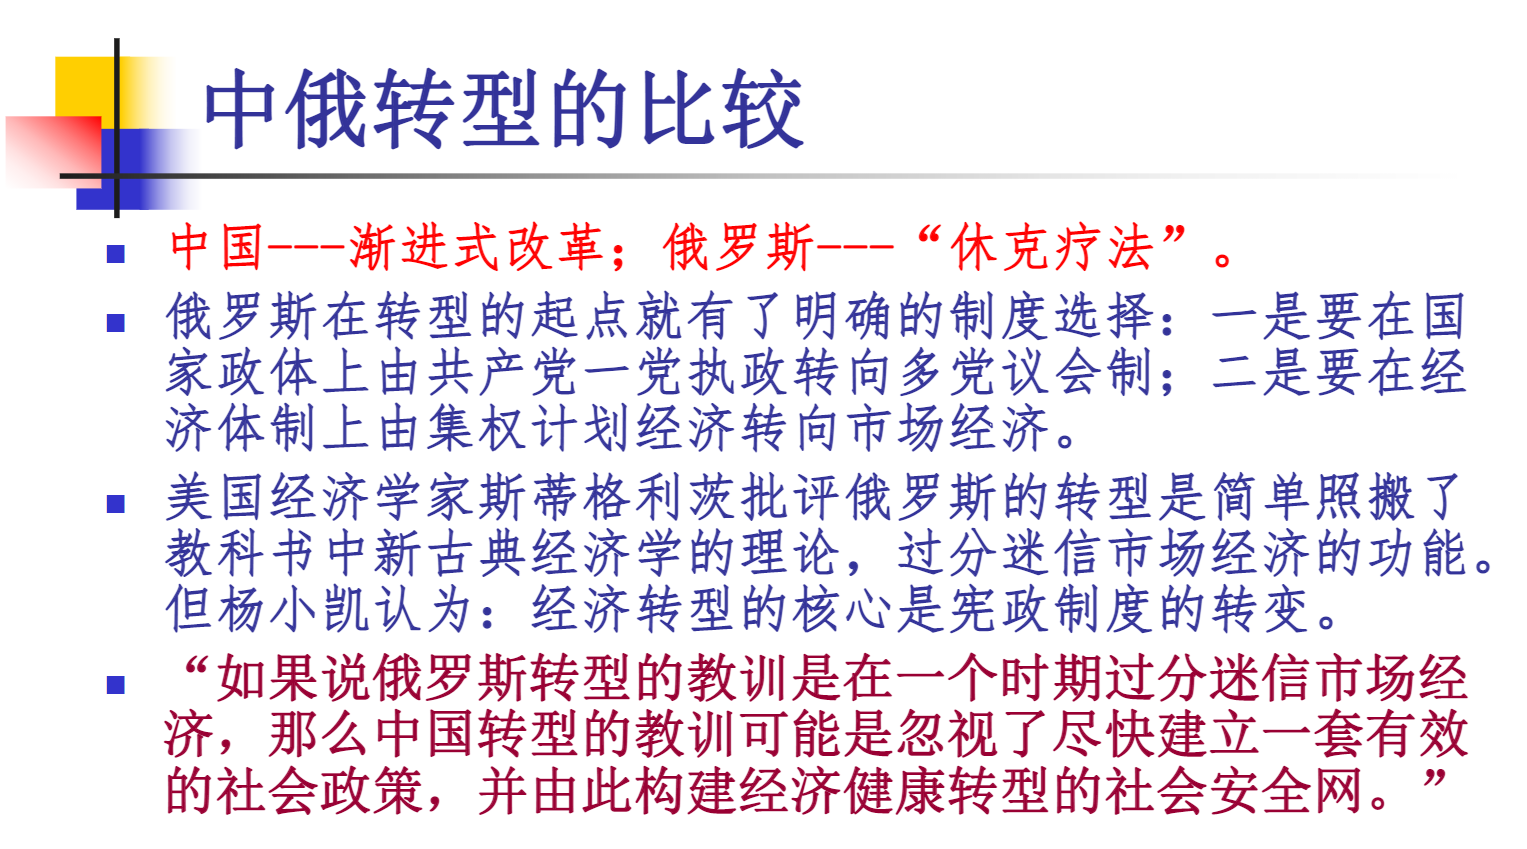 中俄转型的比较
中国---渐进式改革；俄罗斯---“休克疗法”。
俄罗斯在转型的起点就有了明确的制度选择：一是要在国
家政体上由共产党一党执政转向多党议会制；二是要在经
济体制上由集权计划经济转向市场经济。
美国经济学家斯蒂格利茨批评俄罗斯的转型是简单照搬了
教科书中新古典经济学的理论，过分迷信市场经济的功能。
但杨小凯认为：经济转型的核心是宪政制度的转变。
“如果说俄罗斯转型的教训是在一个时期过分迷信市场经
济，那么中国转型的教训可能是忽视了尽快建立一套有效
的社会政策，并由此构建经济健康转型的社会安全网。”